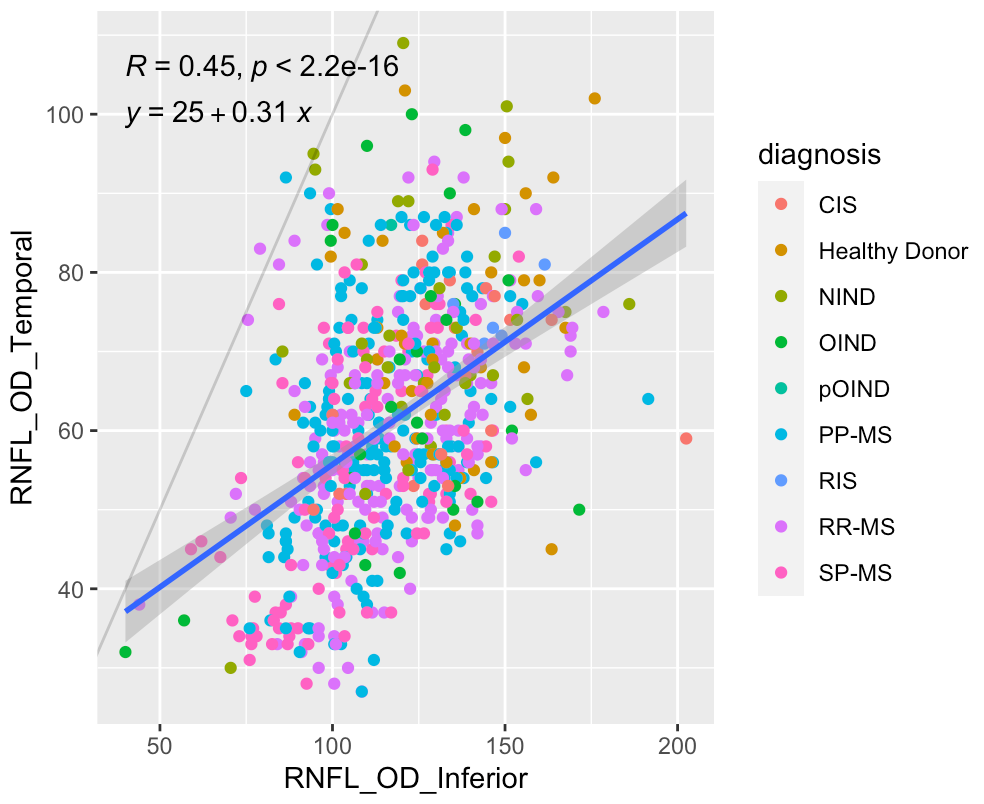 R = 0.45, p < 2.2e-16
y = 25 + 0.31 x
100
80
60
40
50
100
150
200
RNFL_OD_Inferior
RNFL_OD_Temporal
diagnosis
CIS
Healthy Donor
NIND
OIND
pOIND
PP-MS
RIS
RR-MS
SP-MS